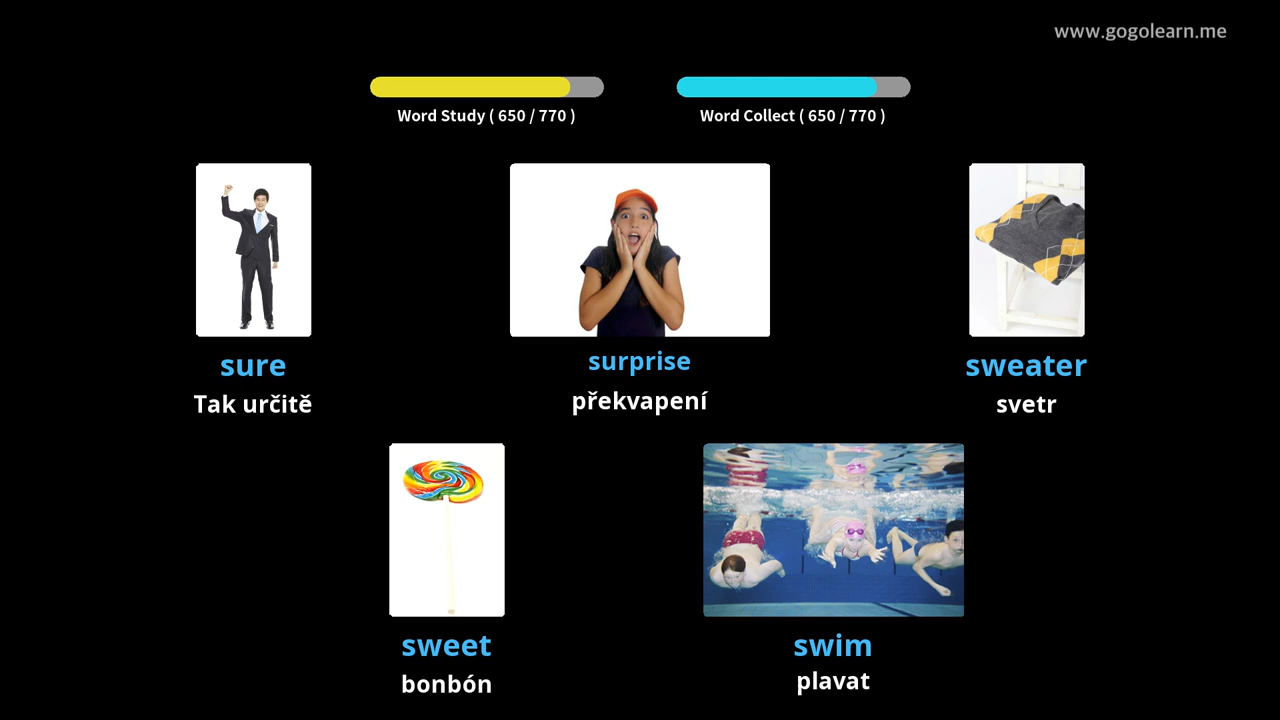 www.gogolearn.me
Word Study ( 650 / 770 )
Word Collect ( 650 / 770 )
sure
Tak určitě
surprise
překvapení
sweater
svetr
sweet
bonbón
swim
plavat